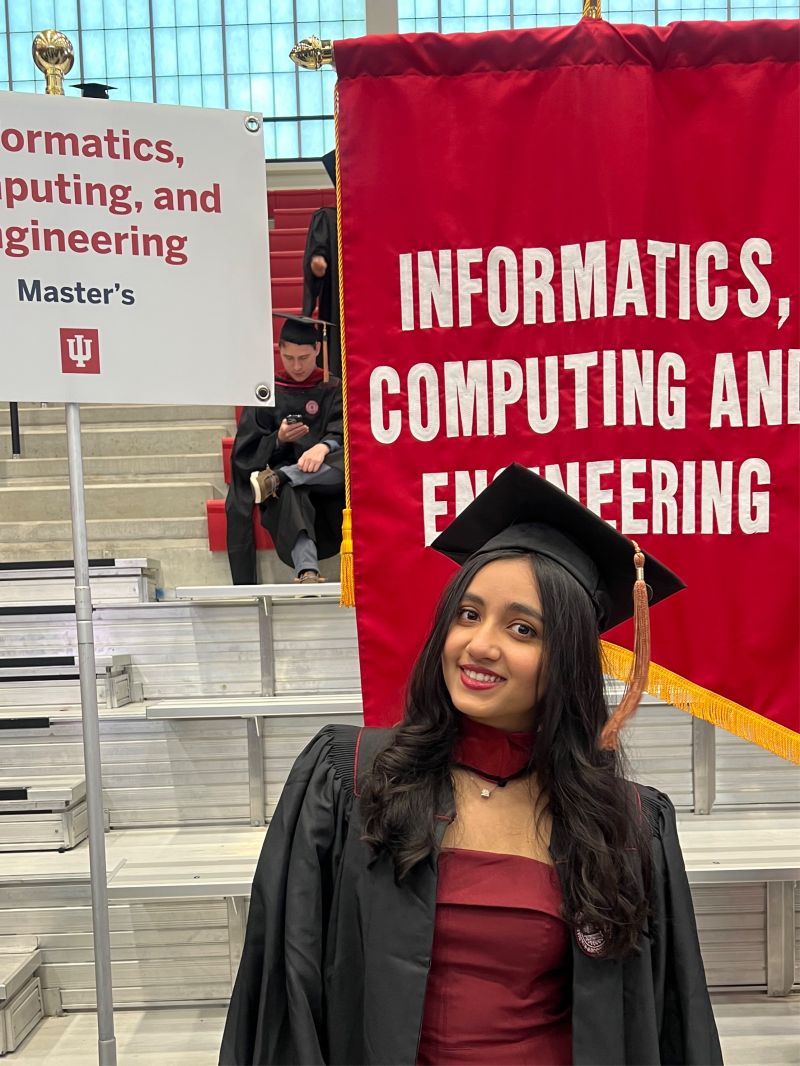 ormatics,
puting, and
gineering
Master's
INFORMATICS,
COMPUTING AND
ENGINEERING